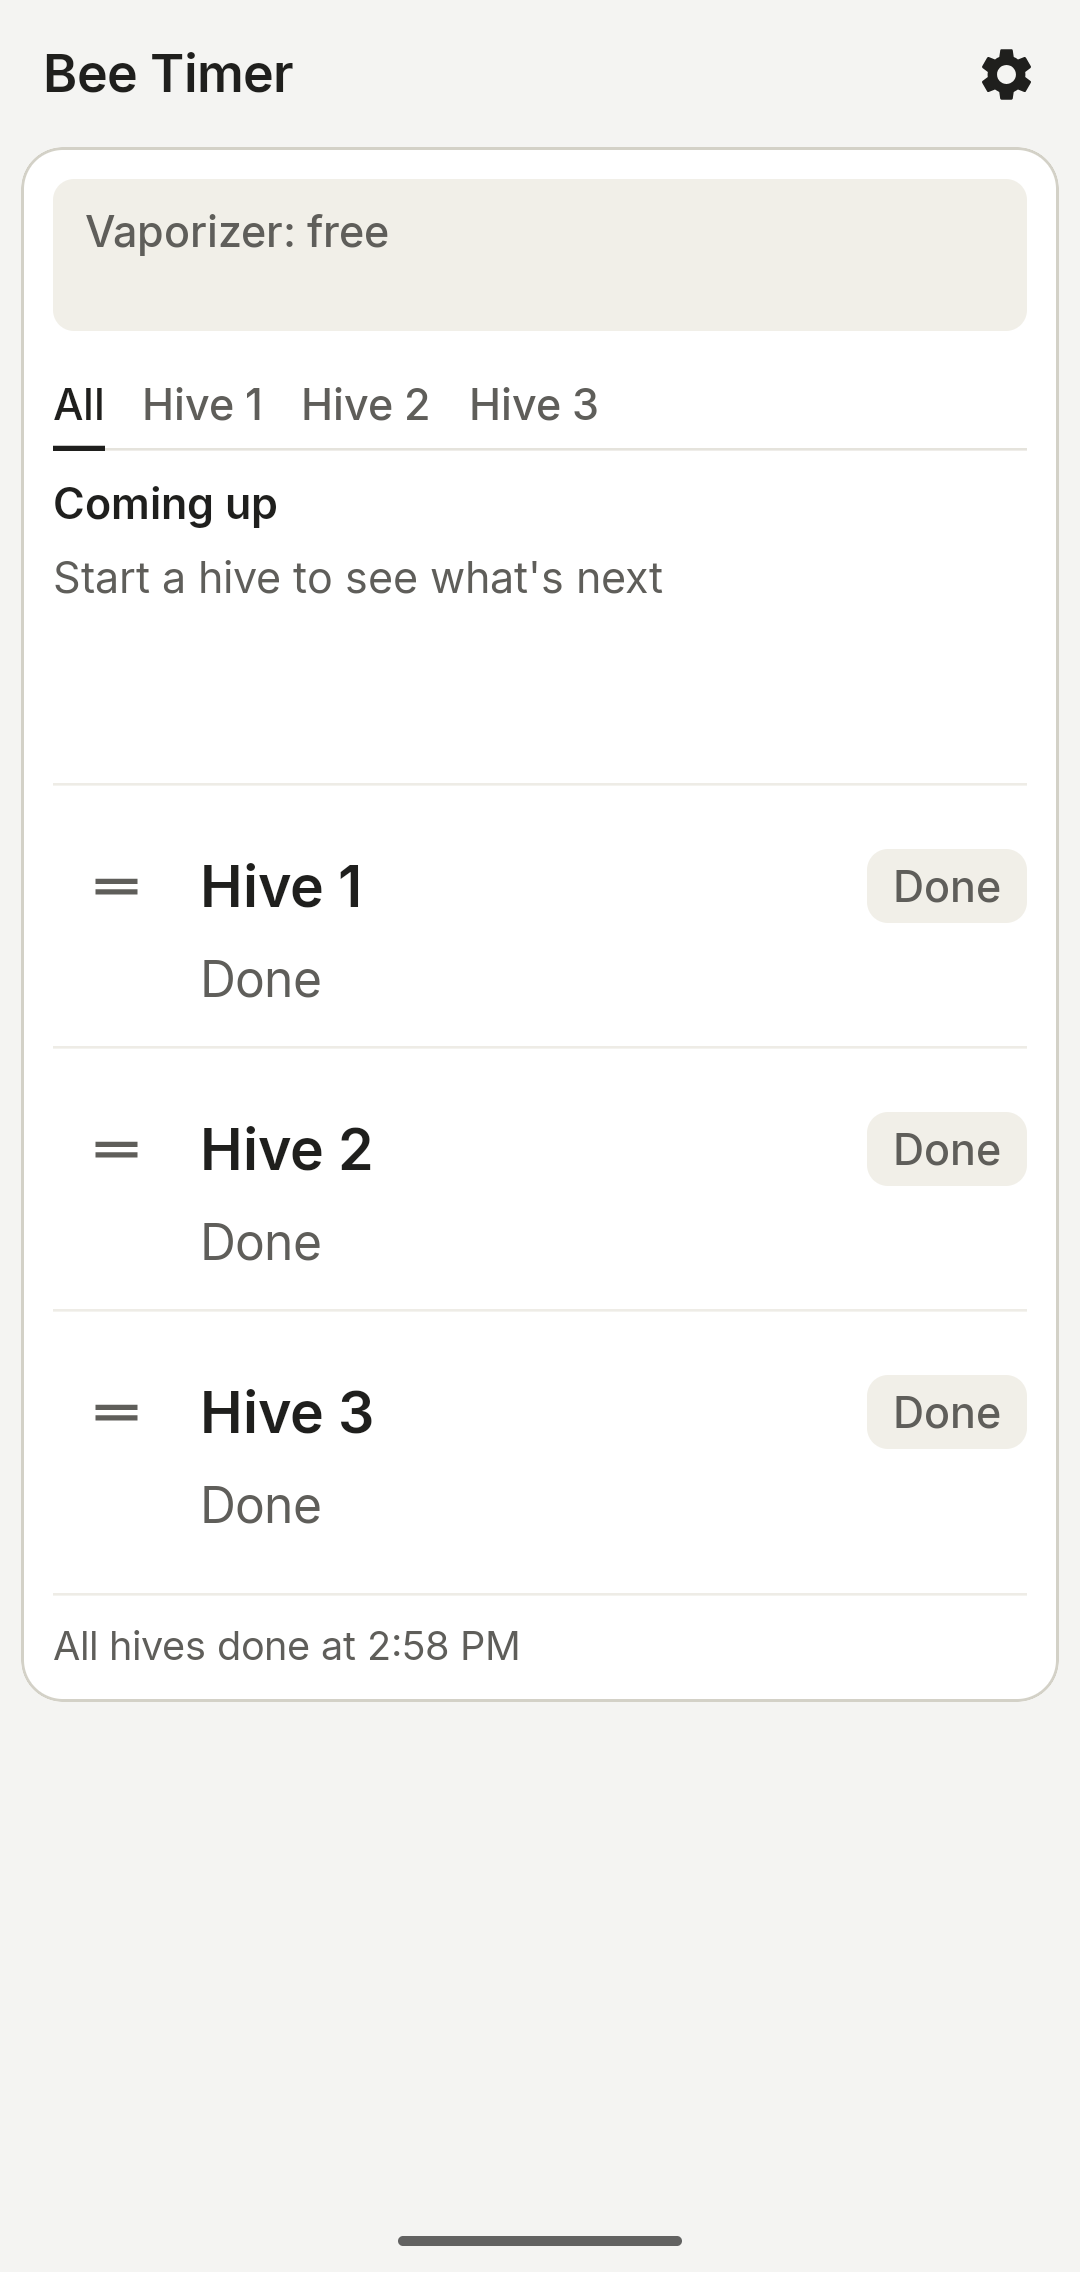 Bee Timer
Vaporizer: free
All Hive 1 Hive 2 Hive 3
Coming up
Start a hive to see what's next
Hive 1
Done
Done
Hive 2
Done
Done
Hive 3
Done
Done
All hives done at 2:58 PM